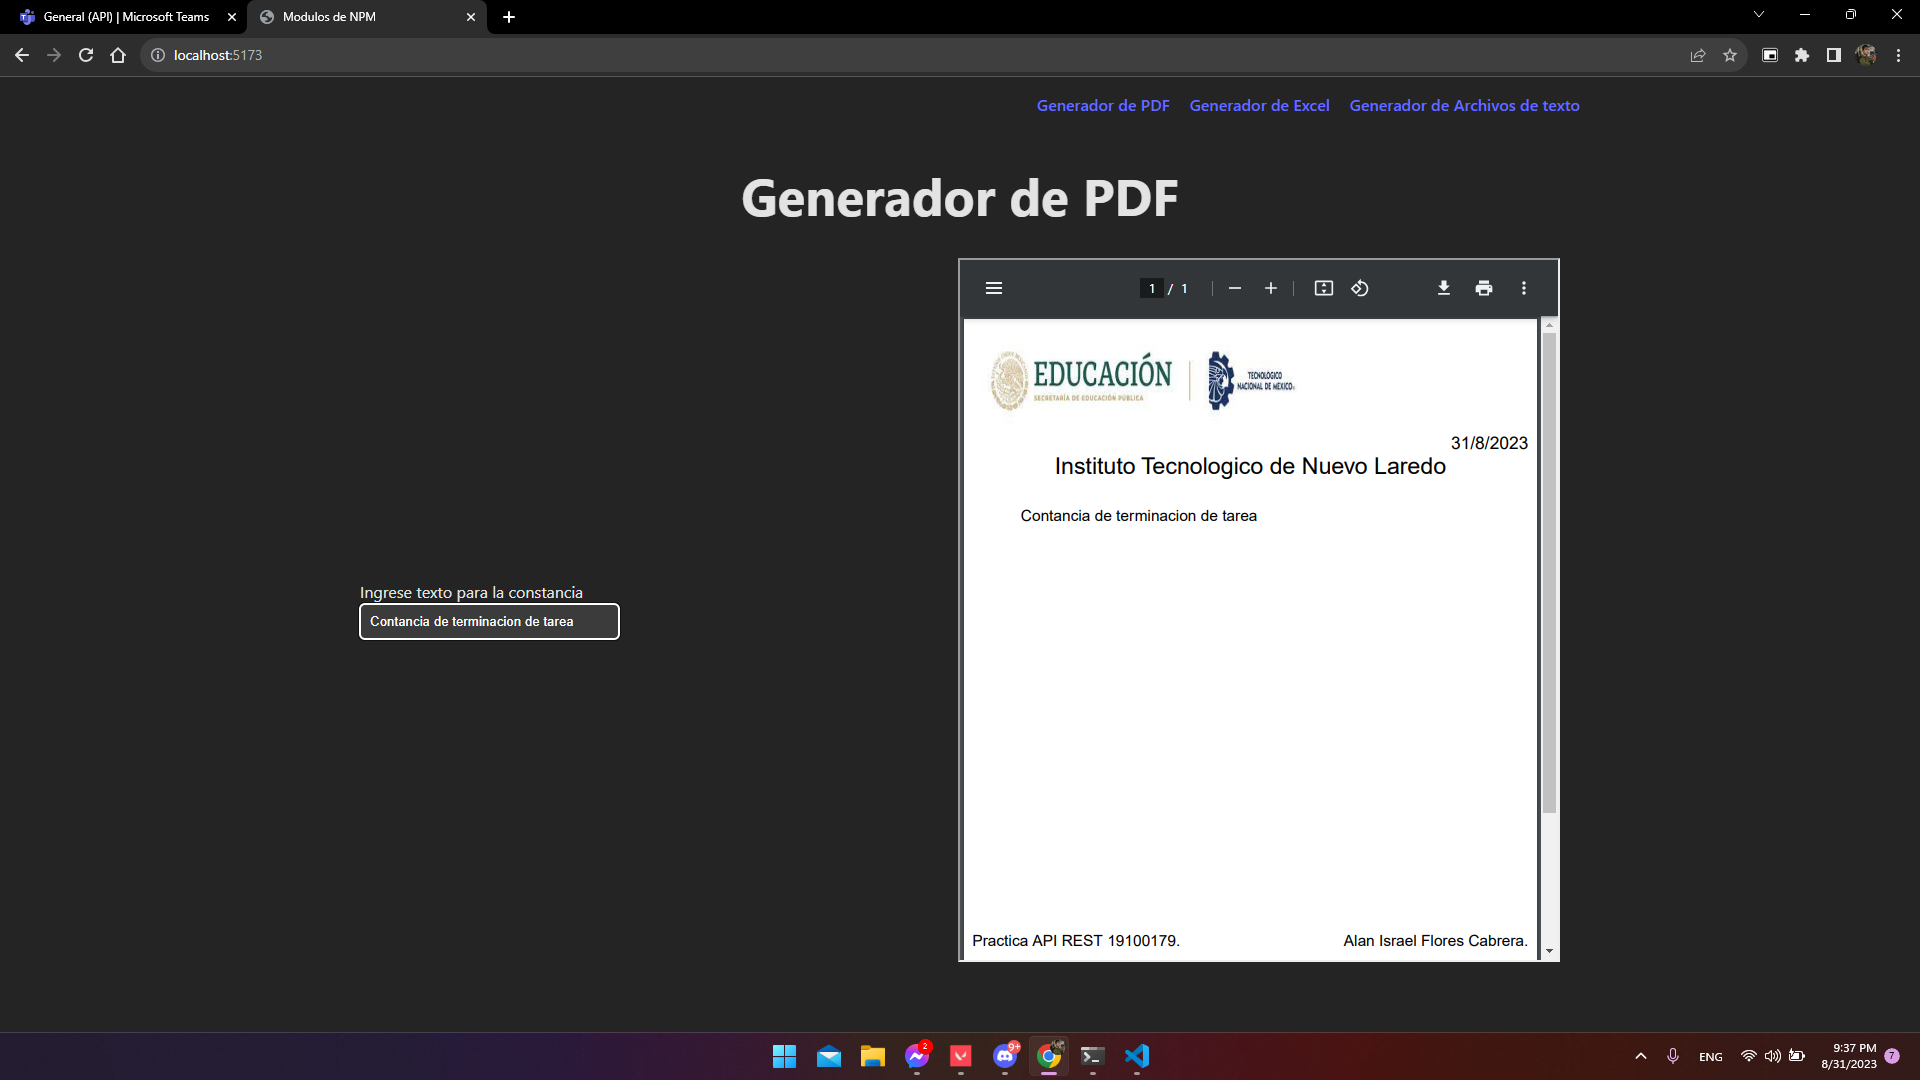 General (API) | Microsoft Teams
Modulos de NPM
localhost:5173
Generador de PDF
Generador de Excel
Generador de Archivos de texto
Generador de PDF
1 / 1
EDUCACIÓN
SECRETARÍA DE EDUCACIÓN PÚBLICA
TECNOLÓGICO
NACIONAL DE MÉXICO
31/8/2023
Instituto Tecnologico de Nuevo Laredo
Contancia de terminacion de tarea
Ingrese texto para la constancia
Contancia de terminacion de tarea
Practica API REST 19100179.
Alan Israel Flores Cabrera.
2
9+
ENG
9:37 PM
8/31/2023
7